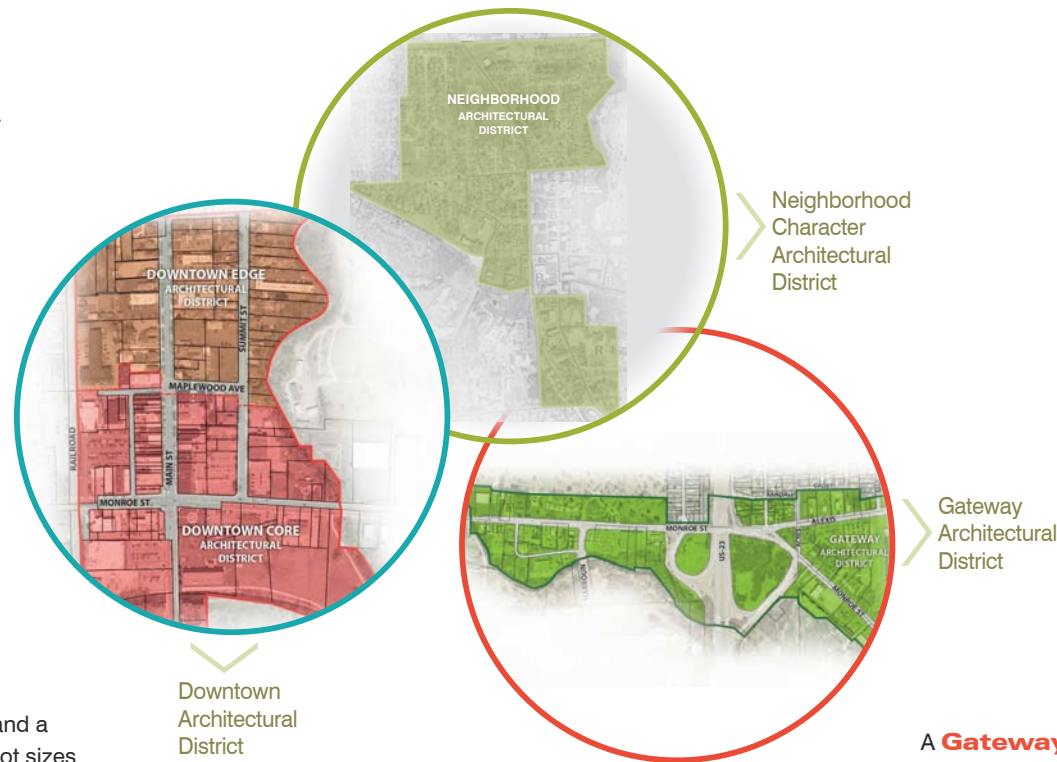 NEIGHBORHOOD
ARCHITECTURAL
DISTRICT
R-2
R-3
Neighborhood
Character
Architectural
District
DOWNTOWN EDGE
ARCHITECTURAL
DISTRICT
SUMMIT ST
MAPLEWOOD AVE
RAILROAD
MAIN ST
MONROE ST
DOWNTOWN CORE
ARCHITECTURAL
DISTRICT
Downtown
Architectural
District
MONROE ST
US-23
ALEXIS
GATEWAY
ARCHITECTURAL
DISTRICT
MONROE ST
Gateway
Architectural
District
and a
ot sizes
A Gateway